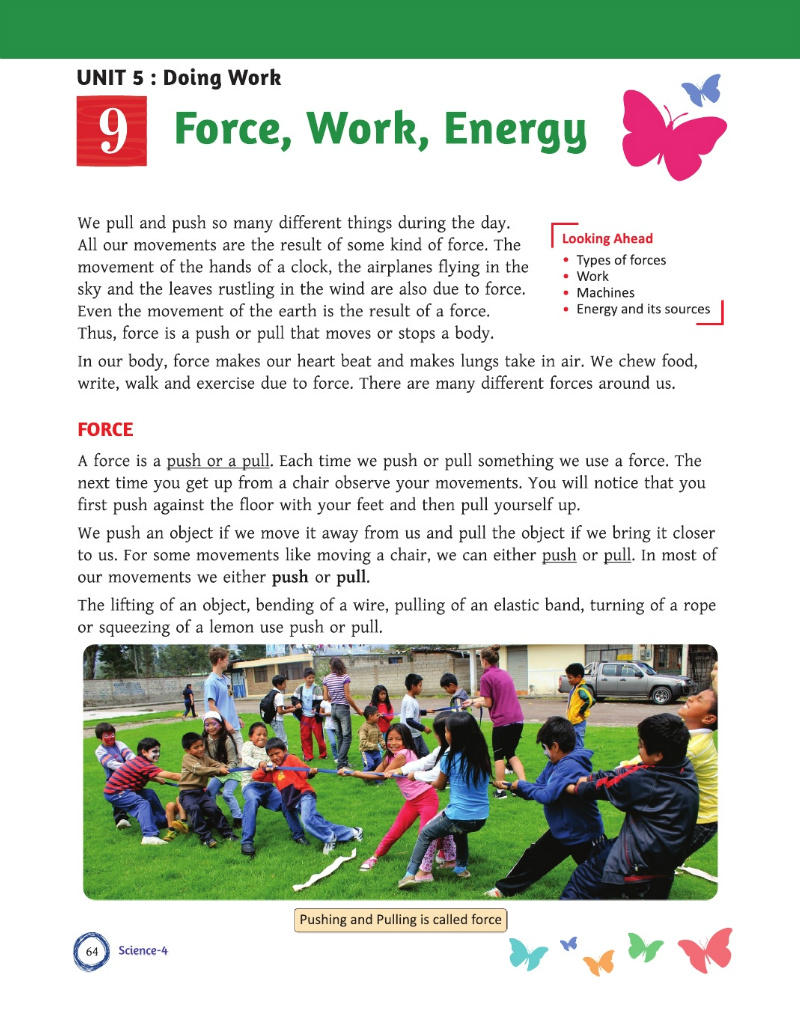 UNIT 5 : Doing Work
9
Force, Work, Energy
We pull and push so many different things during the day.
All our movements are the result of some kind of force. The
movement of the hands of a clock, the airplanes flying in the
sky and the leaves rustling in the wind are also due to force.
Even the movement of the earth is the result of a force.
Thus, force is a push or pull that moves or stops a body.
Looking Ahead
• Types of forces
• Work
• Machines
• Energy and its sources
In our body, force makes our heart beat and makes lungs take in air. We chew food,
write, walk and exercise due to force. There are many different forces around us.
FORCE
A force is a push or a pull. Each time we push or pull something we use a force. The
next time you get up from a chair observe your movements. You will notice that you
first push against the floor with your feet and then pull yourself up.
We push an object if we move it away from us and pull the object if we bring it closer
to us. For some movements like moving a chair, we can either push or pull. In most of
our movements we either push or pull.
The lifting of an object, bending of a wire, pulling of an elastic band, turning of a rope
or squeezing of a lemon use push or pull.
Pushing and Pulling is called force
64
Science-4